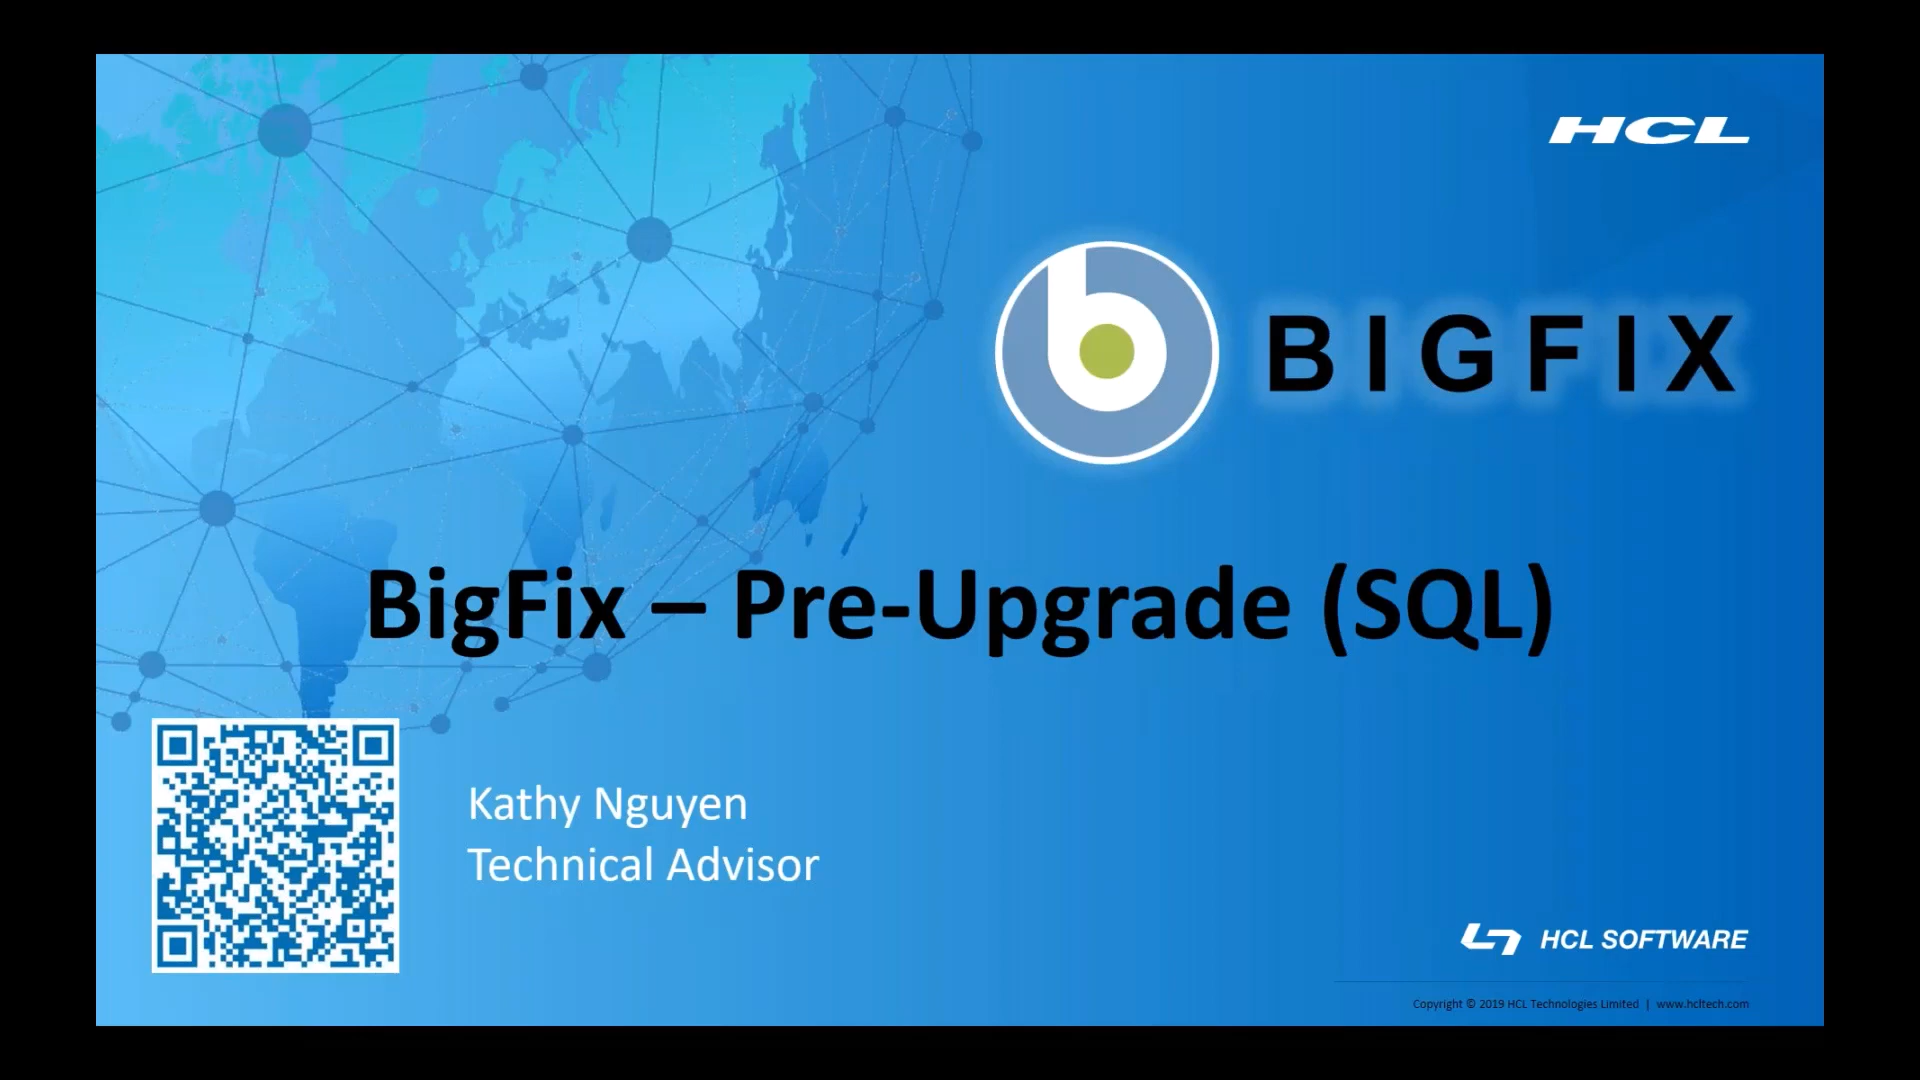 HCL
BIGFIX
BigFix – Pre-Upgrade (SQL)
Kathy Nguyen
Technical Advisor
HCL SOFTWARE
Copyright © 2019 HCL Technologies Limited | www.hcltech.com